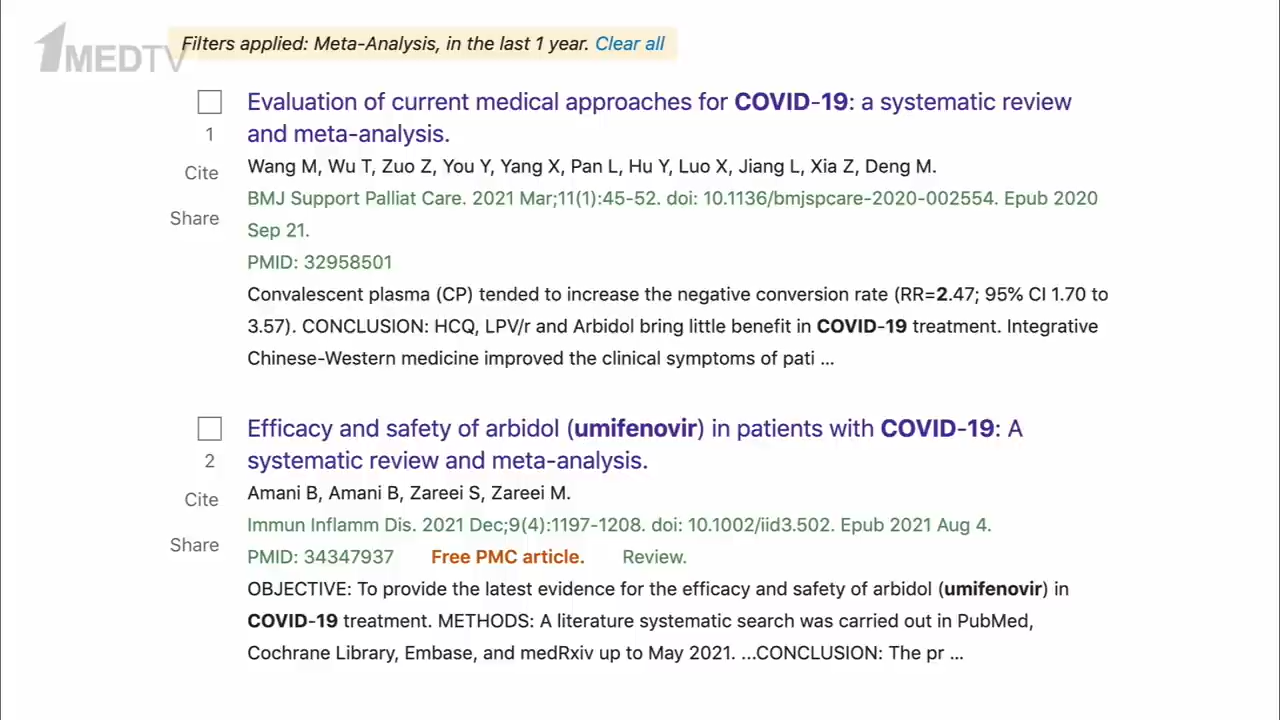 1MEDTV
Filters applied: Meta-Analysis, in the last 1 year. Clear all
Evaluation of current medical approaches for COVID-19: a systematic review
and meta-analysis.
1
Cite
Share
Wang M, Wu T, Zuo Z, You Y, Yang X, Pan L, Hu Y, Luo X, Jiang L, Xia Z, Deng M.
BMJ Support Palliat Care. 2021 Mar;11(1):45-52. doi: 10.1136/bmjspcare-2020-002554. Epub 2020
Sep 21.
PMID: 32958501
Convalescent plasma (CP) tended to increase the negative conversion rate (RR=2.47; 95% CI 1.70 to
3.57). CONCLUSION: HCQ, LPV/r and Arbidol bring little benefit in COVID-19 treatment. Integrative
Chinese-Western medicine improved the clinical symptoms of pati ...
Efficacy and safety of arbidol (umifenovir) in patients with COVID-19: A
systematic review and meta-analysis.
2
Cite
Share
Amani B, Amani B, Zareei S, Zareei M.
Immun Inflamm Dis. 2021 Dec;9(4):1197-1208. doi: 10.1002/iid3.502. Epub 2021 Aug 4.
PMID: 34347937 Free PMC article. Review.
OBJECTIVE: To provide the latest evidence for the efficacy and safety of arbidol (umifenovir) in
COVID-19 treatment. METHODS: A literature systematic search was carried out in PubMed,
Cochrane Library, Embase, and medRxiv up to May 2021. ...CONCLUSION: The pr ...